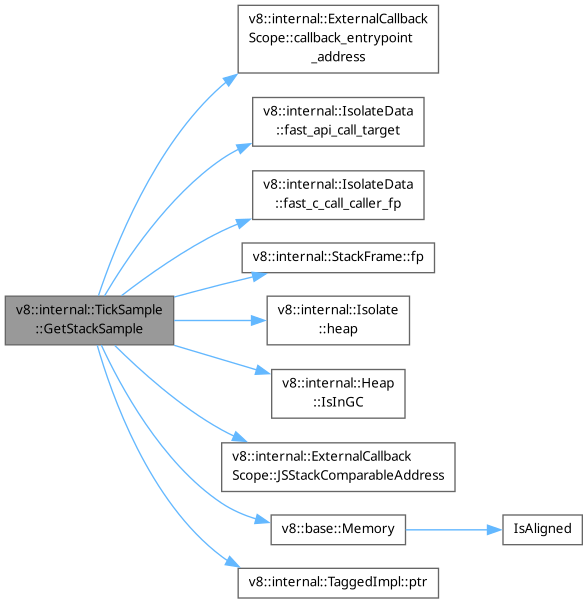 v8::internal::ExternalCallback
Scope::callback_entrypoint
_address
v8::internal::IsolateData
::fast_api_call_target
v8::internal::IsolateData
::fast_c_call_caller_fp
v8::internal::StackFrame::fp
v8::internal::TickSample
::GetStackSample
v8::internal::Isolate
::heap
v8::internal::Heap
::IsInGC
v8::internal::ExternalCallback
Scope::JSStackComparableAddress
v8::base::Memory
IsAligned
v8::internal::TaggedImpl::ptr